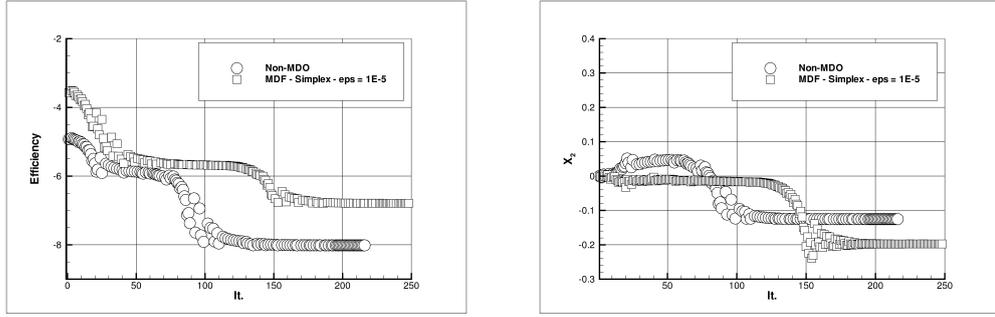 -2
-4
-6
-8
Efficiency
Non-MDO
MDF - Simplex - eps = 1E-5
0
50
100
150
200
250
It.
0.4
0.3
0.2
0.1
0
-0.1
-0.2
-0.3
X2
Non-MDO
MDF - Simplex - eps = 1E-5
50
100
150
200
250
It.